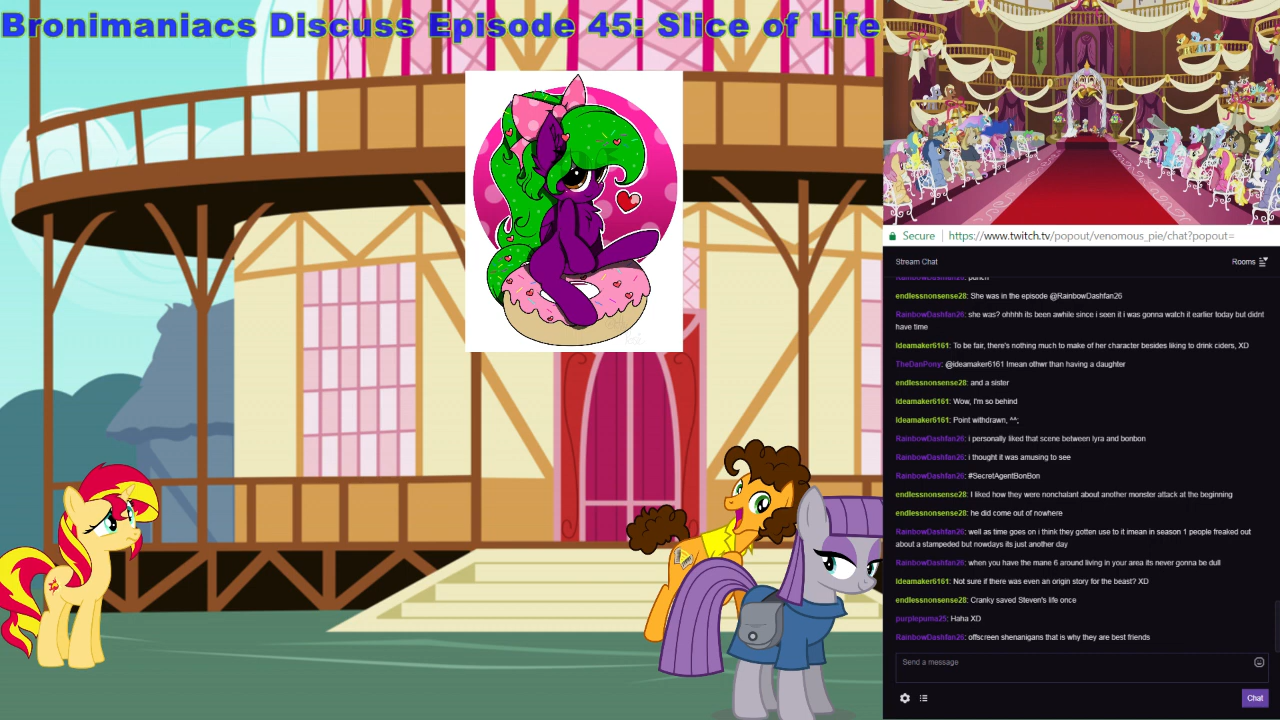 Bronimaniacs Discuss Episode 45: Slice of Life
Secure https://www.twitch.tv/popout/venomous_pie/chat?popout=
Stream Chat
Rooms
RainbowDashfan26: punch
endlessnonsense28: She was in the episode @RainbowDashfan26
RainbowDashfan26: she was? ohhhh its been awhile since i seen it i was gonna watch it earlier today but didnt
have time
Ideamaker6161: To be fair, there's nothing much to make of her character besides liking to drink ciders, XD
TheDanPony: @ideamaker6161 Imean othwr than having a daughter
endlessnonsense28: and a sister
Ideamaker6161: Wow, I'm so behind
Ideamaker6161: Point withdrawn, ^^;
RainbowDashfan26: i personally liked that scene between lyra and bonbon
RainbowDashfan26: i thought it was amusing to see
RainbowDashfan26: #SecretAgentBonBon
endlessnonsense28: I liked how they were nonchalant about another monster attack at the beginning
endlessnonsense28: he did come out of nowhere
RainbowDashfan26: well as time goes on i think they gotten use to it imean in season 1 people freaked out
about a stampeded but nowdays its just another day
RainbowDashfan26: when you have the mane 6 around living in your area its never gonna be dull
Ideamaker6161: Not sure if there was even an origin story for the beast? XD
endlessnonsense28: Cranky saved Steven's life once
purplepuma25: Haha XD
RainbowDashfan26: offscreen shenanigans that is why they are best friends
Send a message
Chat